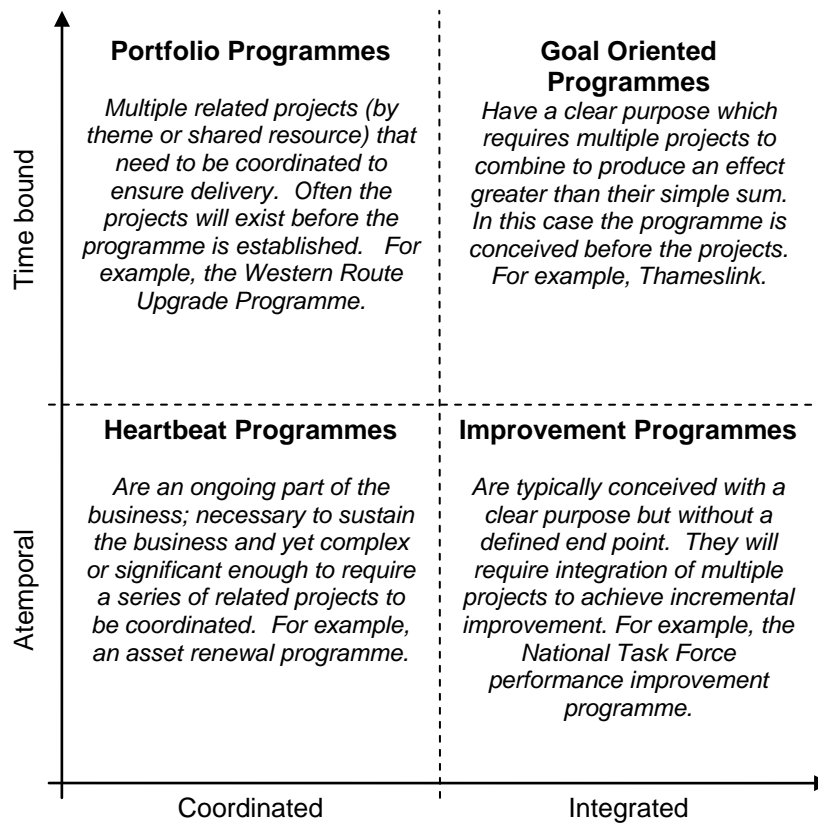 Time bound
Portfolio Programmes
Multiple related projects (by
theme or shared resource) that
need to be coordinated to
ensure delivery.  Often the
projects will exist before the
programme is established.   For
example, the Western Route
Upgrade Programme.
Goal Oriented
Programmes
Have a clear purpose which
requires multiple projects to
combine to produce an effect
greater than their simple sum.
In this case the programme is
conceived before the projects.
For example, Thameslink.
Atemporal
Heartbeat Programmes
Are an ongoing part of the
business; necessary to sustain
the business and yet complex
or significant enough to require
a series of related projects to
be coordinated.  For example,
an asset renewal programme.
Improvement Programmes
Are typically conceived with a
clear purpose but without a
defined end point.  They will
require integration of multiple
projects to achieve incremental
improvement. For example, the
National Task Force
performance improvement
programme.
Coordinated
Integrated